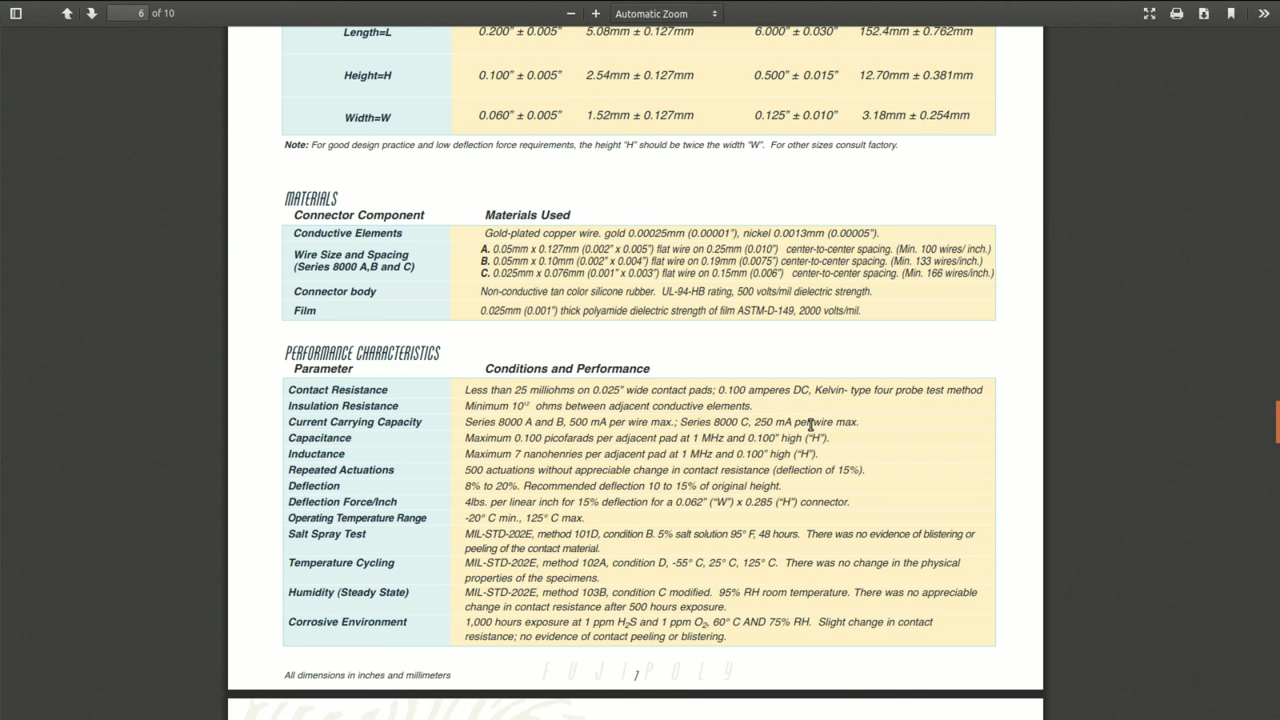 6 of 10
Automatic Zoom
Length=L 0.200" ± 0.005" 5.08mm ± 0.127mm 6.000" ± 0.030" 152.4mm ± 0.762mm
Height=H 0.100" ± 0.005" 2.54mm ± 0.127mm 0.500" ± 0.015" 12.70mm ± 0.381mm
Width=W 0.060" ± 0.005" 1.52mm ± 0.127mm 0.125" ± 0.010" 3.18mm ± 0.254mm
Note: For good design practice and low deflection force requirements, the height "H" should be twice the width "W". For other sizes consult factory.
MATERIALS
Connector Component Materials Used
Conductive Elements Gold-plated copper wire. gold 0.00025mm (0.00001"), nickel 0.0013mm (0.00005").
Wire Size and Spacing
(Series 8000 A,B and C)
A. 0.05mm x 0.127mm (0.002" x 0.005") flat wire on 0.25mm (0.010") center-to-center spacing. (Min. 100 wires/ inch.)
B. 0.05mm x 0.10mm (0.002" x 0.004") flat wire on 0.19mm (0.0075") center-to-center spacing. (Min. 133 wires/inch.)
C. 0.025mm x 0.076mm (0.001" x 0.003") flat wire on 0.15mm (0.006") center-to-center spacing. (Min. 166 wires/inch.)
Connector body Non-conductive tan color silicone rubber. UL-94-HB rating, 500 volts/mil dielectric strength.
Film 0.025mm (0.001") thick polyamide dielectric strength of film ASTM-D-149, 2000 volts/mil.
PERFORMANCE CHARACTERISTICS
Parameter Conditions and Performance
Contact Resistance Less than 25 milliohms on 0.025" wide contact pads; 0.100 amperes DC, Kelvin- type four probe test method
Insulation Resistance Minimum 10¹² ohms between adjacent conductive elements.
Current Carrying Capacity Series 8000 A and B, 500 mA per wire max.; Series 8000 C, 250 mA per wire max.
Capacitance Maximum 0.100 picofarads per adjacent pad at 1 MHz and 0.100" high ("H").
Inductance Maximum 7 nanohenries per adjacent pad at 1 MHz and 0.100" high ("H").
Repeated Actuations 500 actuations without appreciable change in contact resistance (deflection of 15%).
Deflection 8% to 20%. Recommended deflection 10 to 15% of original height.
Deflection Force/Inch 4lbs. per linear inch for 15% deflection for a 0.062" ("W") x 0.285 ("H") connector.
Operating Temperature Range -20° C min., 125° C max.
Salt Spray Test MIL-STD-202E, method 101D, condition B. 5% salt solution 95° F, 48 hours. There was no evidence of blistering or
peeling of the contact material.
Temperature Cycling MIL-STD-202E, method 102A, condition D, -55° C, 25° C, 125° C. There was no change in the physical
properties of the specimens.
Humidity (Steady State) MIL-STD-202E, method 103B, condition C modified. 95% RH room temperature. There was no appreciable
change in contact resistance after 500 hours exposure.
Corrosive Environment 1,000 hours exposure at 1 ppm H₂S and 1 ppm O₂, 60° C AND 75% RH. Slight change in contact
resistance; no evidence of contact peeling or blistering.
All dimensions in inches and millimeters
FUJIPOLY
7